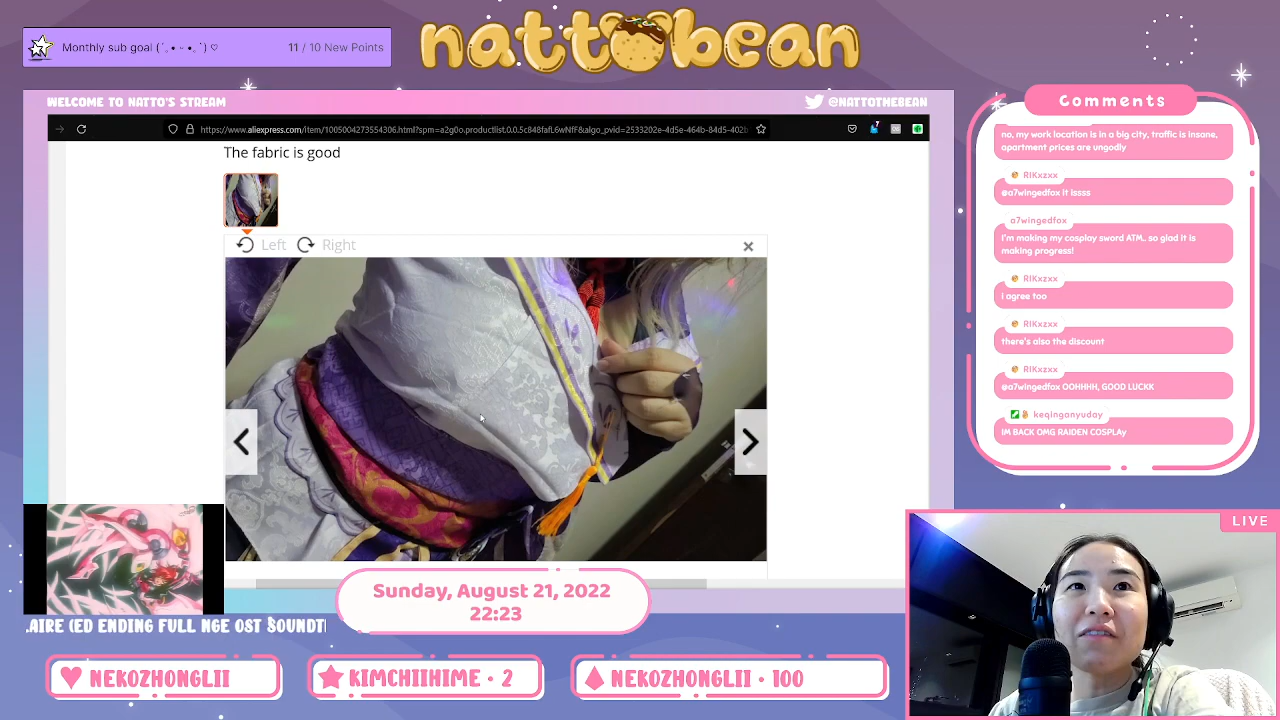 Monthly sub goal (´｡• ᵕ •｡`) ♡
11 / 10 New Points
nattobean
WELCOME TO NATTO'S STREAM
@NATTOTHEBEAN
The fabric is good
Left
Right
Comments
no, my work location is in a big city, traffic is insane,
apartment prices are ungodly
RIKxzxx
@a7wingedfox it issss
a7wingedfox
I'm making my cosplay sword ATM.. so glad it is
making progress!
RIKxzxx
I agree too
RIKxzxx
there's also the discount
RIKxzxx
@a7wingedfox OOHHHH, GOOD LUCKK
keqinganyuday
IM BACK OMG RAIDEN COSPLAy
LIVE
Sunday, August 21, 2022
22:23
.AIRE (ED ENDING FULL NGE OST SOUNDT
NEKOZHONGLII
KIMCHIIHIME • 2
NEKOZHONGLII • 100